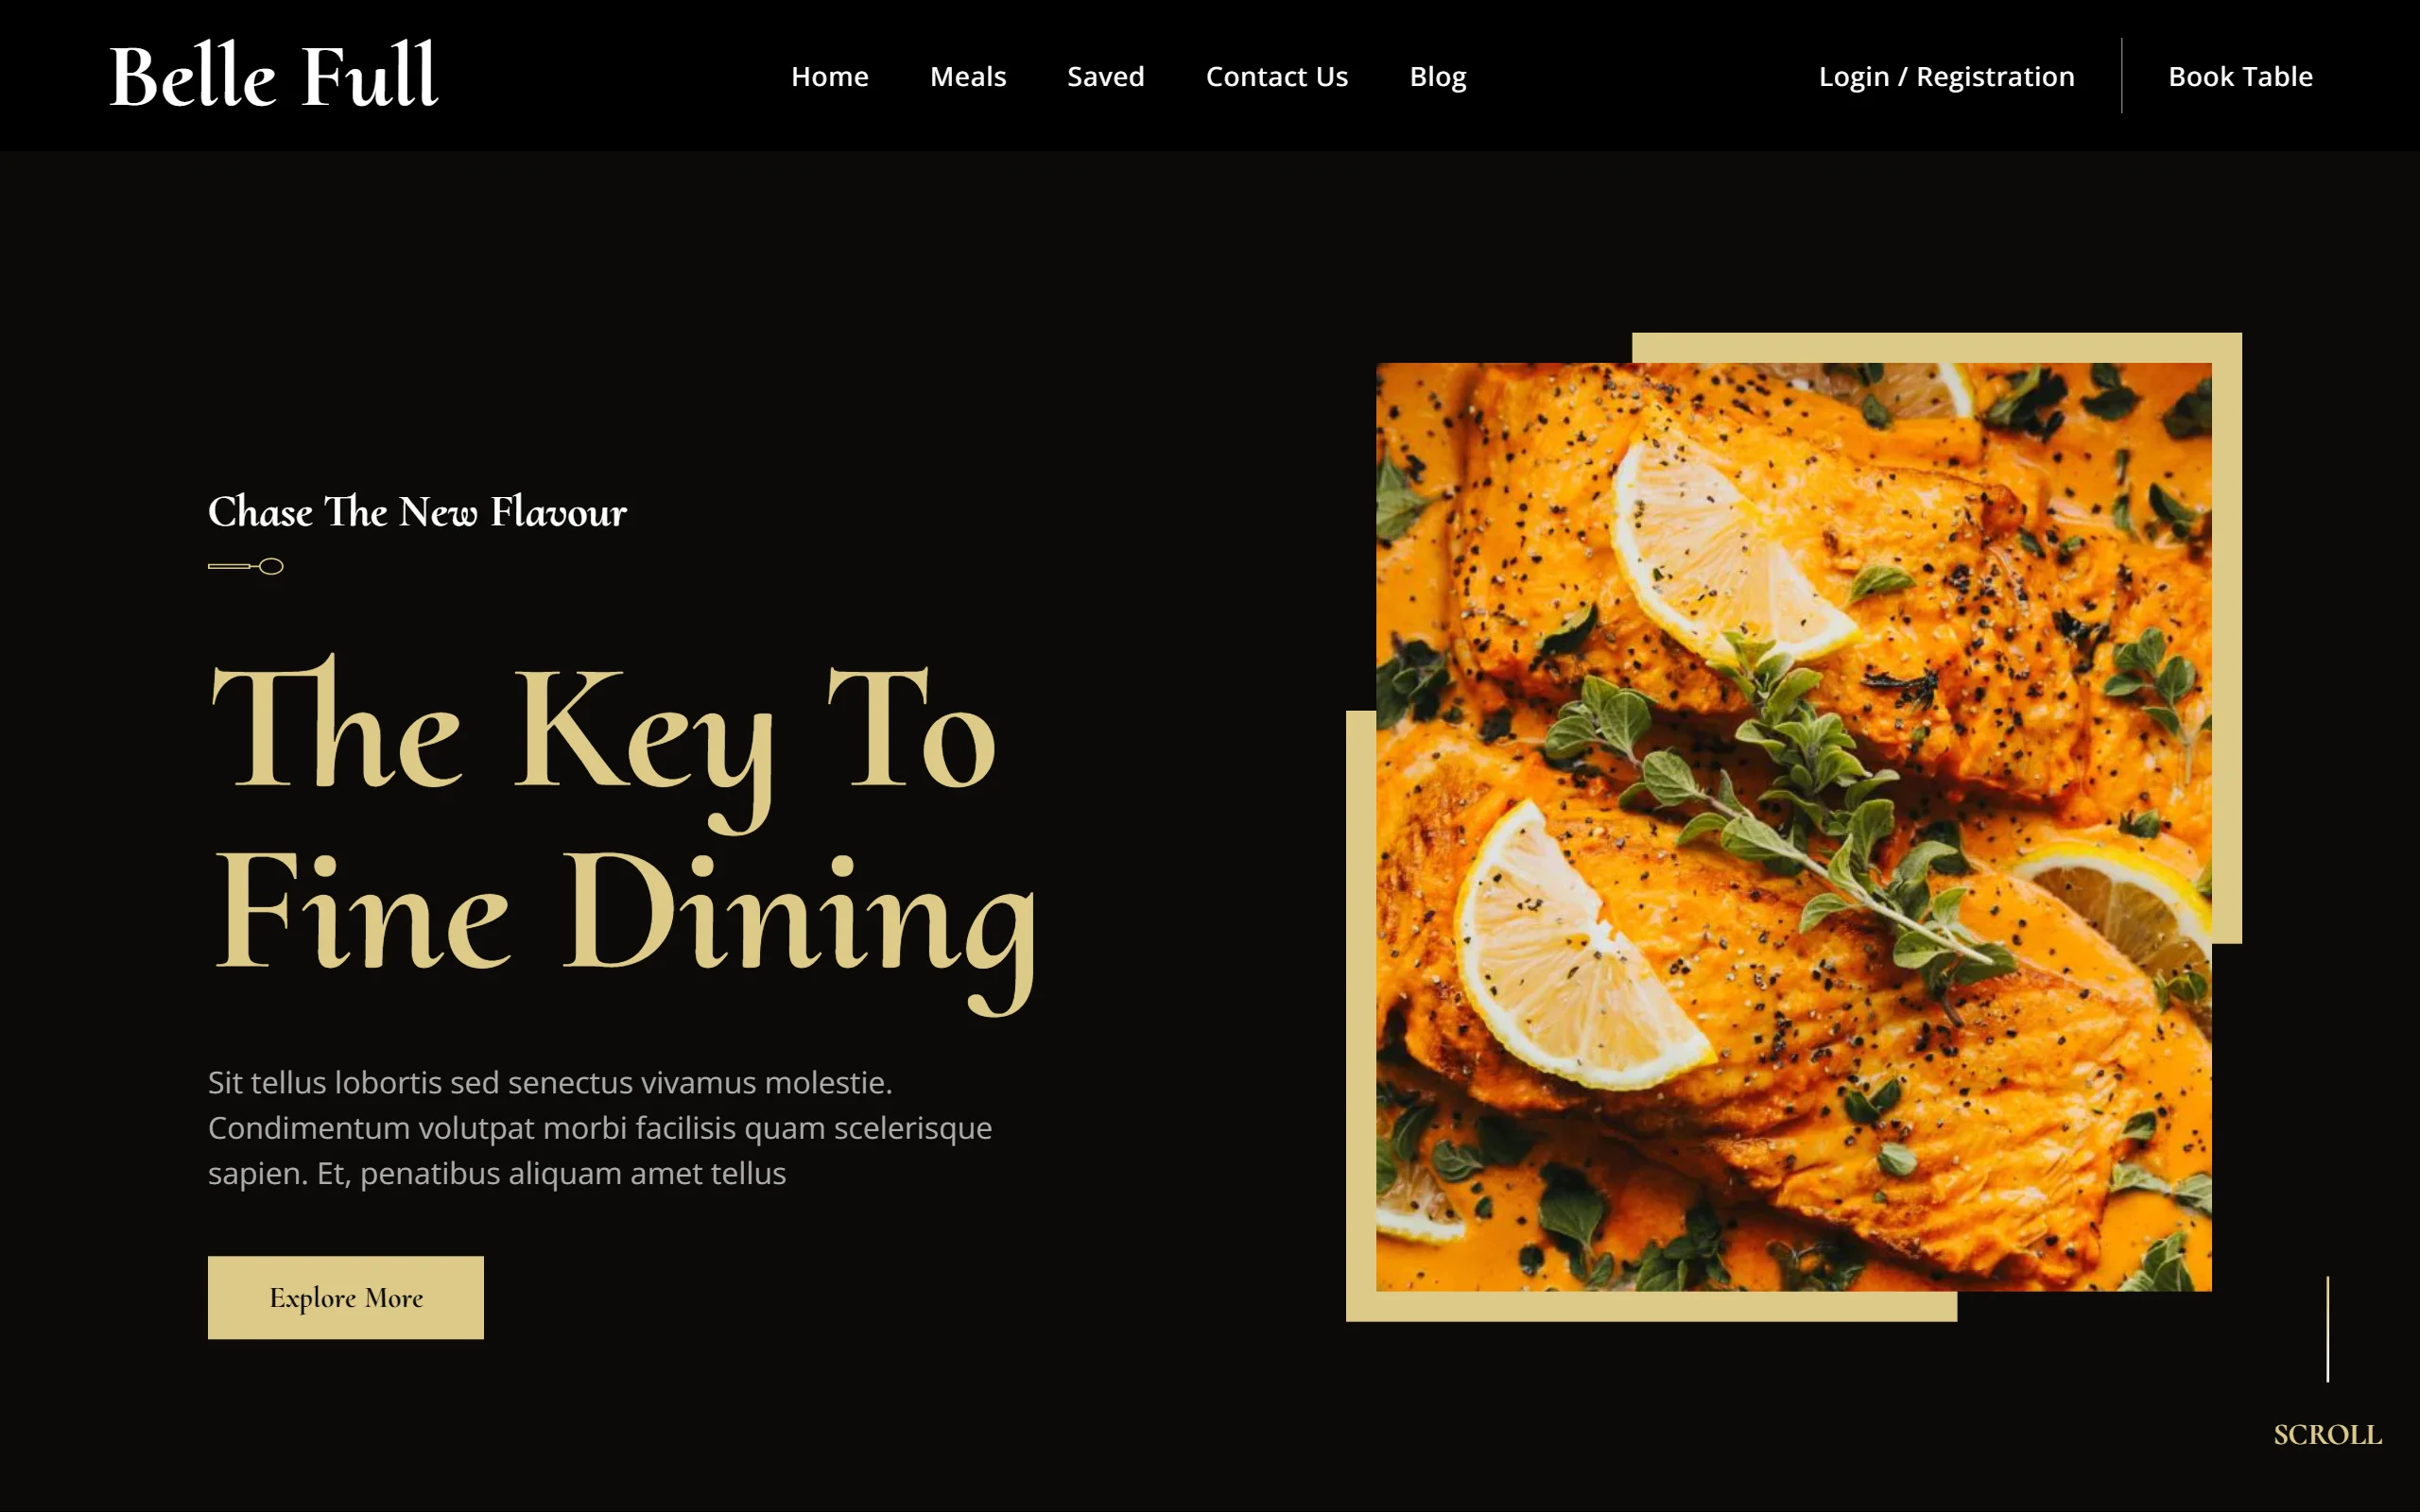 Belle Full
Home Meals Saved Contact Us Blog
Login / Registration Book Table
Chase The New Flavour
The Key To
Fine Dining
Sit tellus lobortis sed senectus vivamus molestie.
Condimentum volutpat morbi facilisis quam scelerisque
sapien. Et, penatibus aliquam amet tellus
Explore More
SCROLL